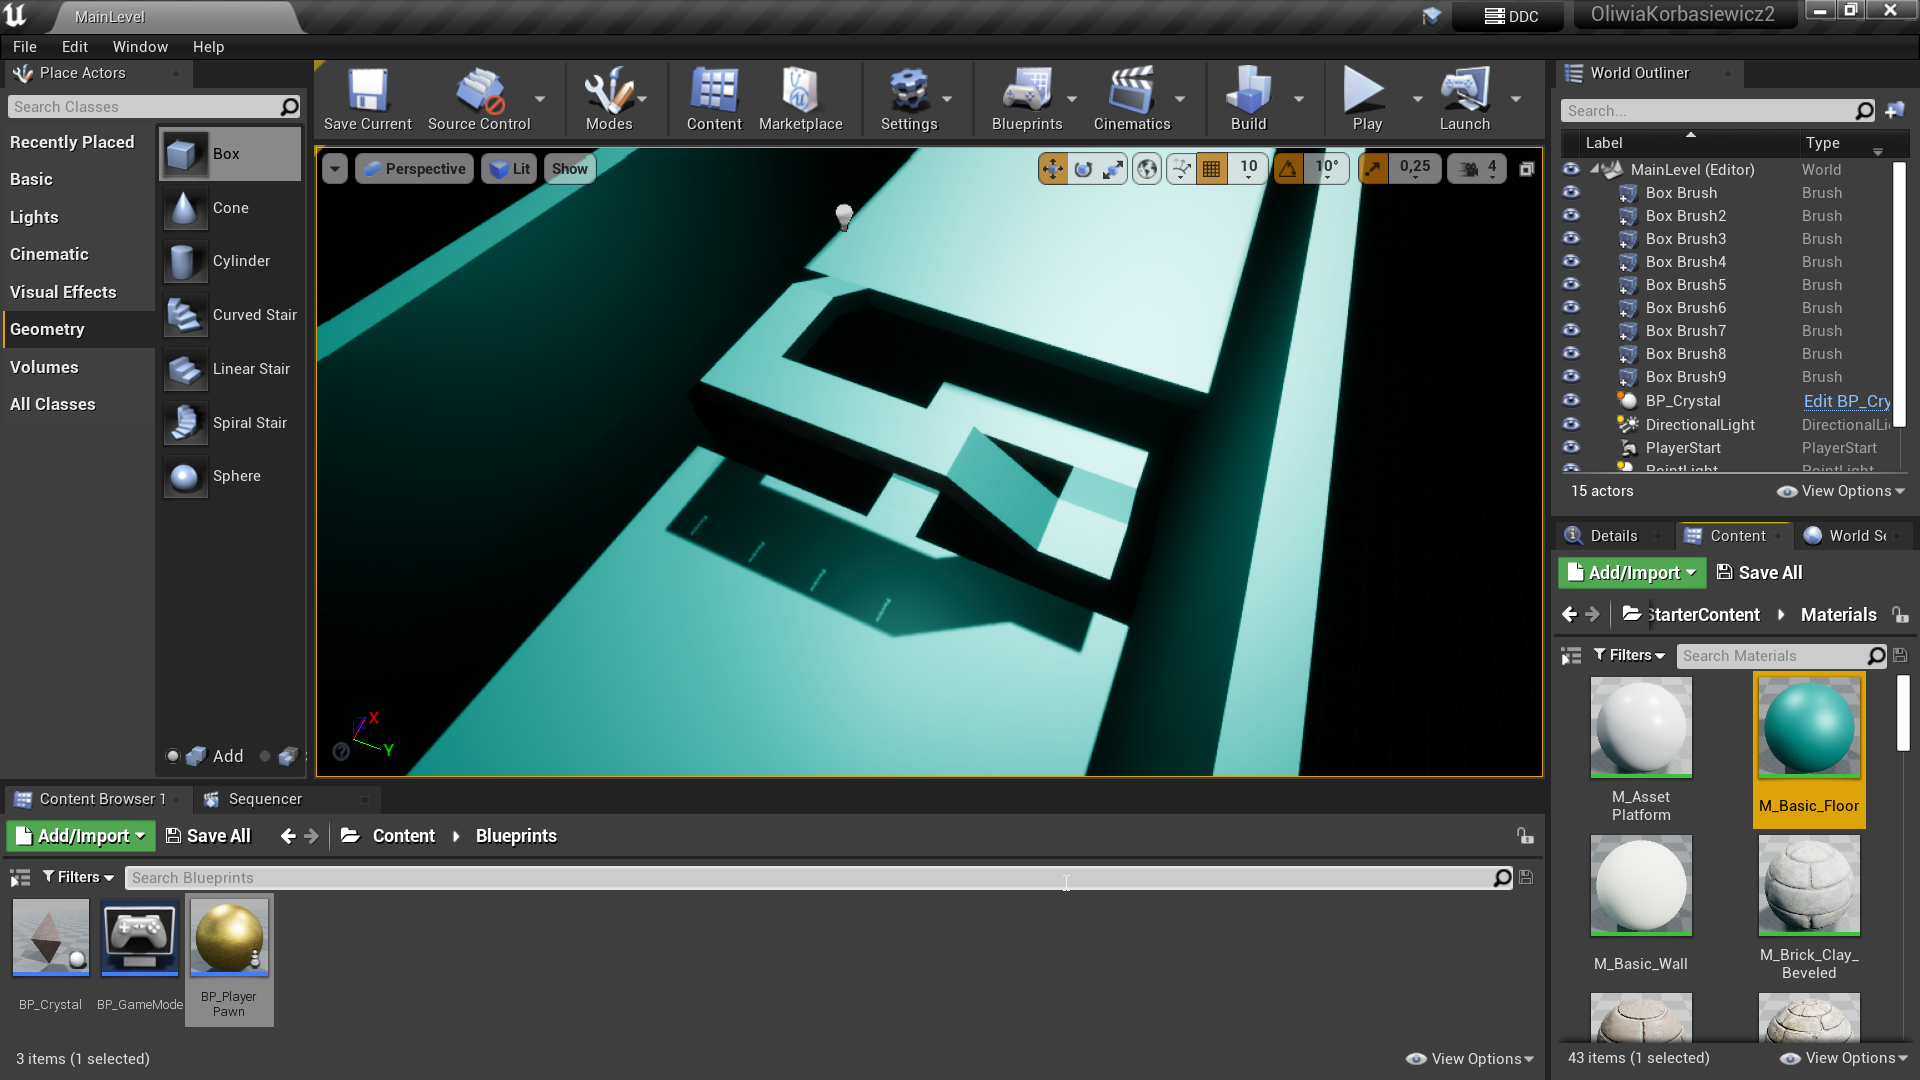 MainLevel
DDC
OliwiaKorbasiewicz2
File Edit Window Help
Place Actors
Search Classes
Recently Placed
Basic
Lights
Cinematic
Visual Effects
Geometry
Volumes
All Classes
Box
Cone
Cylinder
Curved Stair
Linear Stair
Spiral Stair
Sphere
Add
Save Current
Source Control
Modes
Content
Marketplace
Settings
Blueprints
Cinematics
Build
Play
Launch
Perspective
Lit
Show
10
10°
0,25
4
X
Y
World Outliner
Search...
Label Type
MainLevel (Editor) World
Box Brush Brush
Box Brush2 Brush
Box Brush3 Brush
Box Brush4 Brush
Box Brush5 Brush
Box Brush6 Brush
Box Brush7 Brush
Box Brush8 Brush
Box Brush9 Brush
BP_Crystal Edit BP_Cry
DirectionalLight DirectionalLi
PlayerStart PlayerStart
PointLight PointLight
15 actors View Options
Details
Content
World Se
Add/Import Save All
StarterContent Materials
Filters Search Materials
M_Asset
Platform
M_Basic_Floor
M_Basic_Wall
M_Brick_Clay_
Beveled
43 items (1 selected) View Options
Content Browser 1
Sequencer
Add/Import Save All Content Blueprints
Filters Search Blueprints
BP_Crystal
BP_GameMode
BP_Player
Pawn
3 items (1 selected) View Options